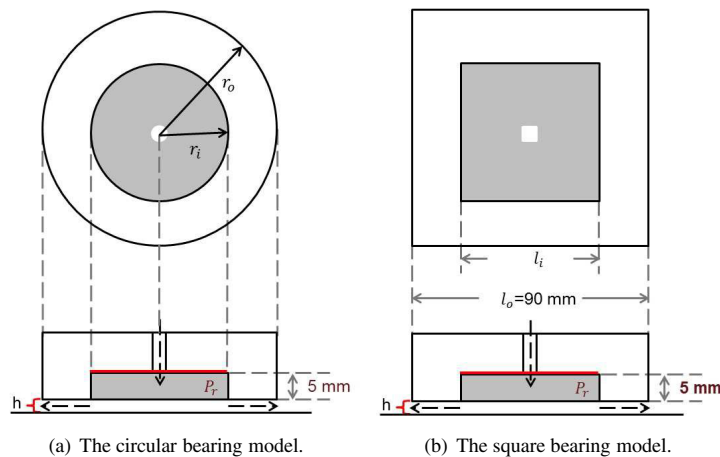 r_o
r_i
l_i
l_o=90 mm
P_r
5 mm
h
P_r
5 mm
h
(a) The circular bearing model.
(b) The square bearing model.